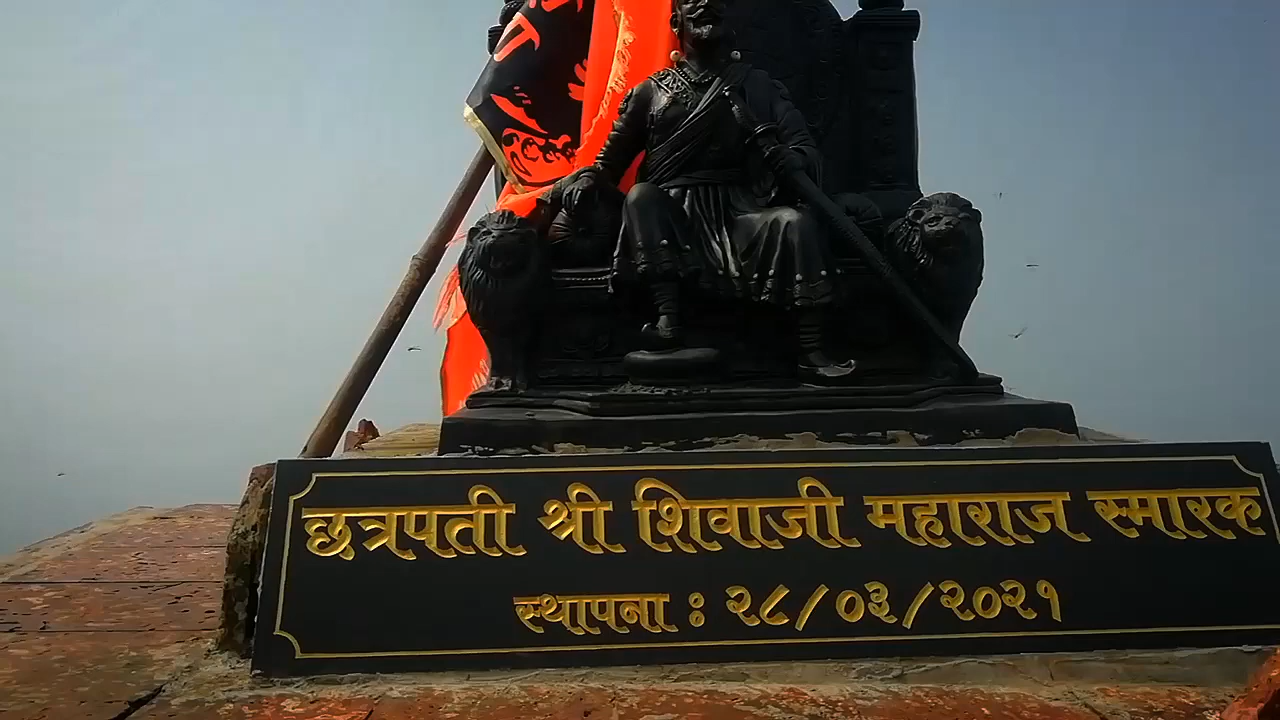 छत्रपती श्री शिवाजी महाराज स्मारक
स्थापना : २८/०३/२०२१